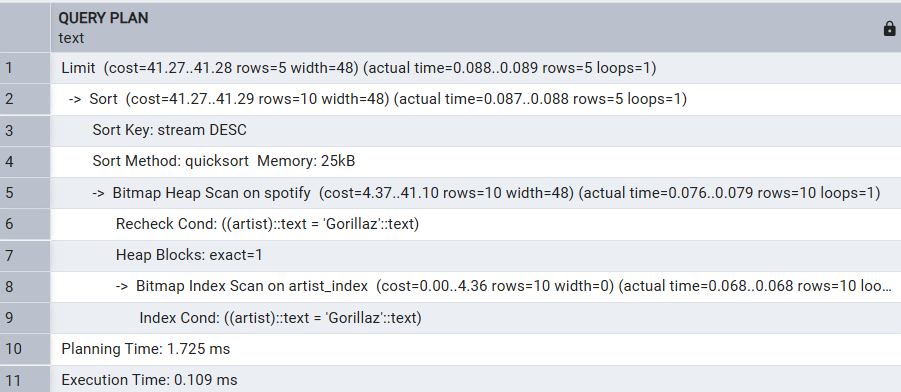 QUERY PLAN
text
1 Limit (cost=41.27..41.28 rows=5 width=48) (actual time=0.088..0.089 rows=5 loops=1)
2 -> Sort (cost=41.27..41.29 rows=10 width=48) (actual time=0.087..0.088 rows=5 loops=1)
3 Sort Key: stream DESC
4 Sort Method: quicksort Memory: 25kB
5 -> Bitmap Heap Scan on spotify (cost=4.37..41.10 rows=10 width=48) (actual time=0.076..0.079 rows=10 loops=1)
6 Recheck Cond: ((artist)::text = 'Gorillaz'::text)
7 Heap Blocks: exact=1
8 -> Bitmap Index Scan on artist_index (cost=0.00..4.36 rows=10 width=0) (actual time=0.068..0.068 rows=10 loo...
9 Index Cond: ((artist)::text = 'Gorillaz'::text)
10 Planning Time: 1.725 ms
11 Execution Time: 0.109 ms